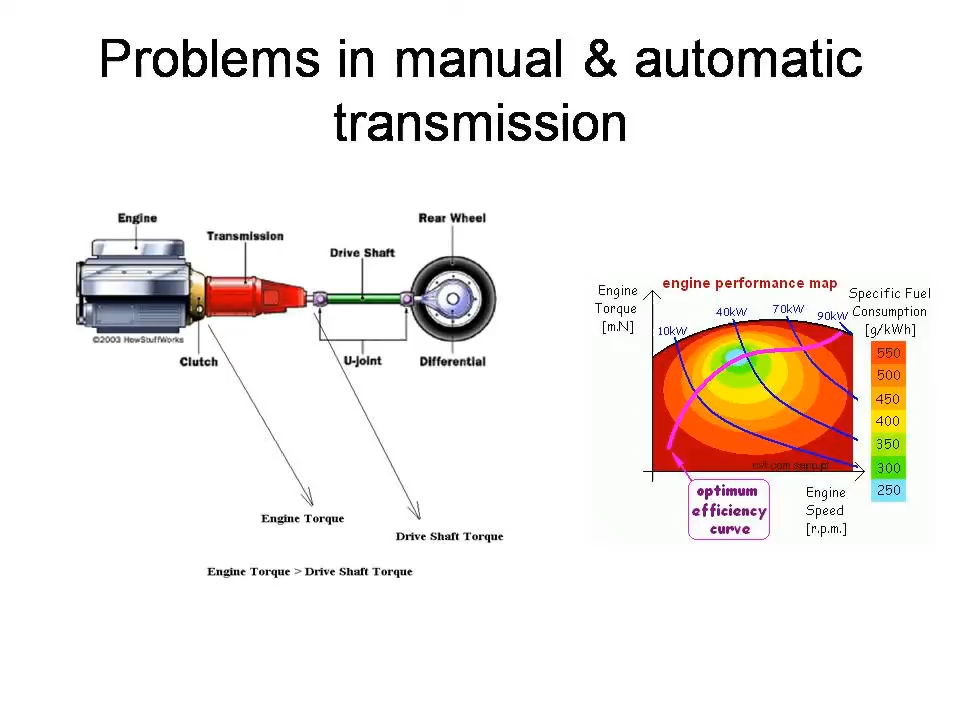 Problems in manual & automatic
transmission
Engine
Transmission
Drive Shaft
Rear Wheel
©2003 HowStuffWorks
Clutch
U-joint
Differential
Engine Torque
Drive Shaft Torque
Engine Torque > Drive Shaft Torque
engine performance map
Engine
Torque
[m.N]
Specific Fuel
Consumption
[g/kWh]
10kW
40kW
70kW
90kW
550
500
450
400
350
300
250
optimum
efficiency
curve
Engine
Speed
[r.p.m.]